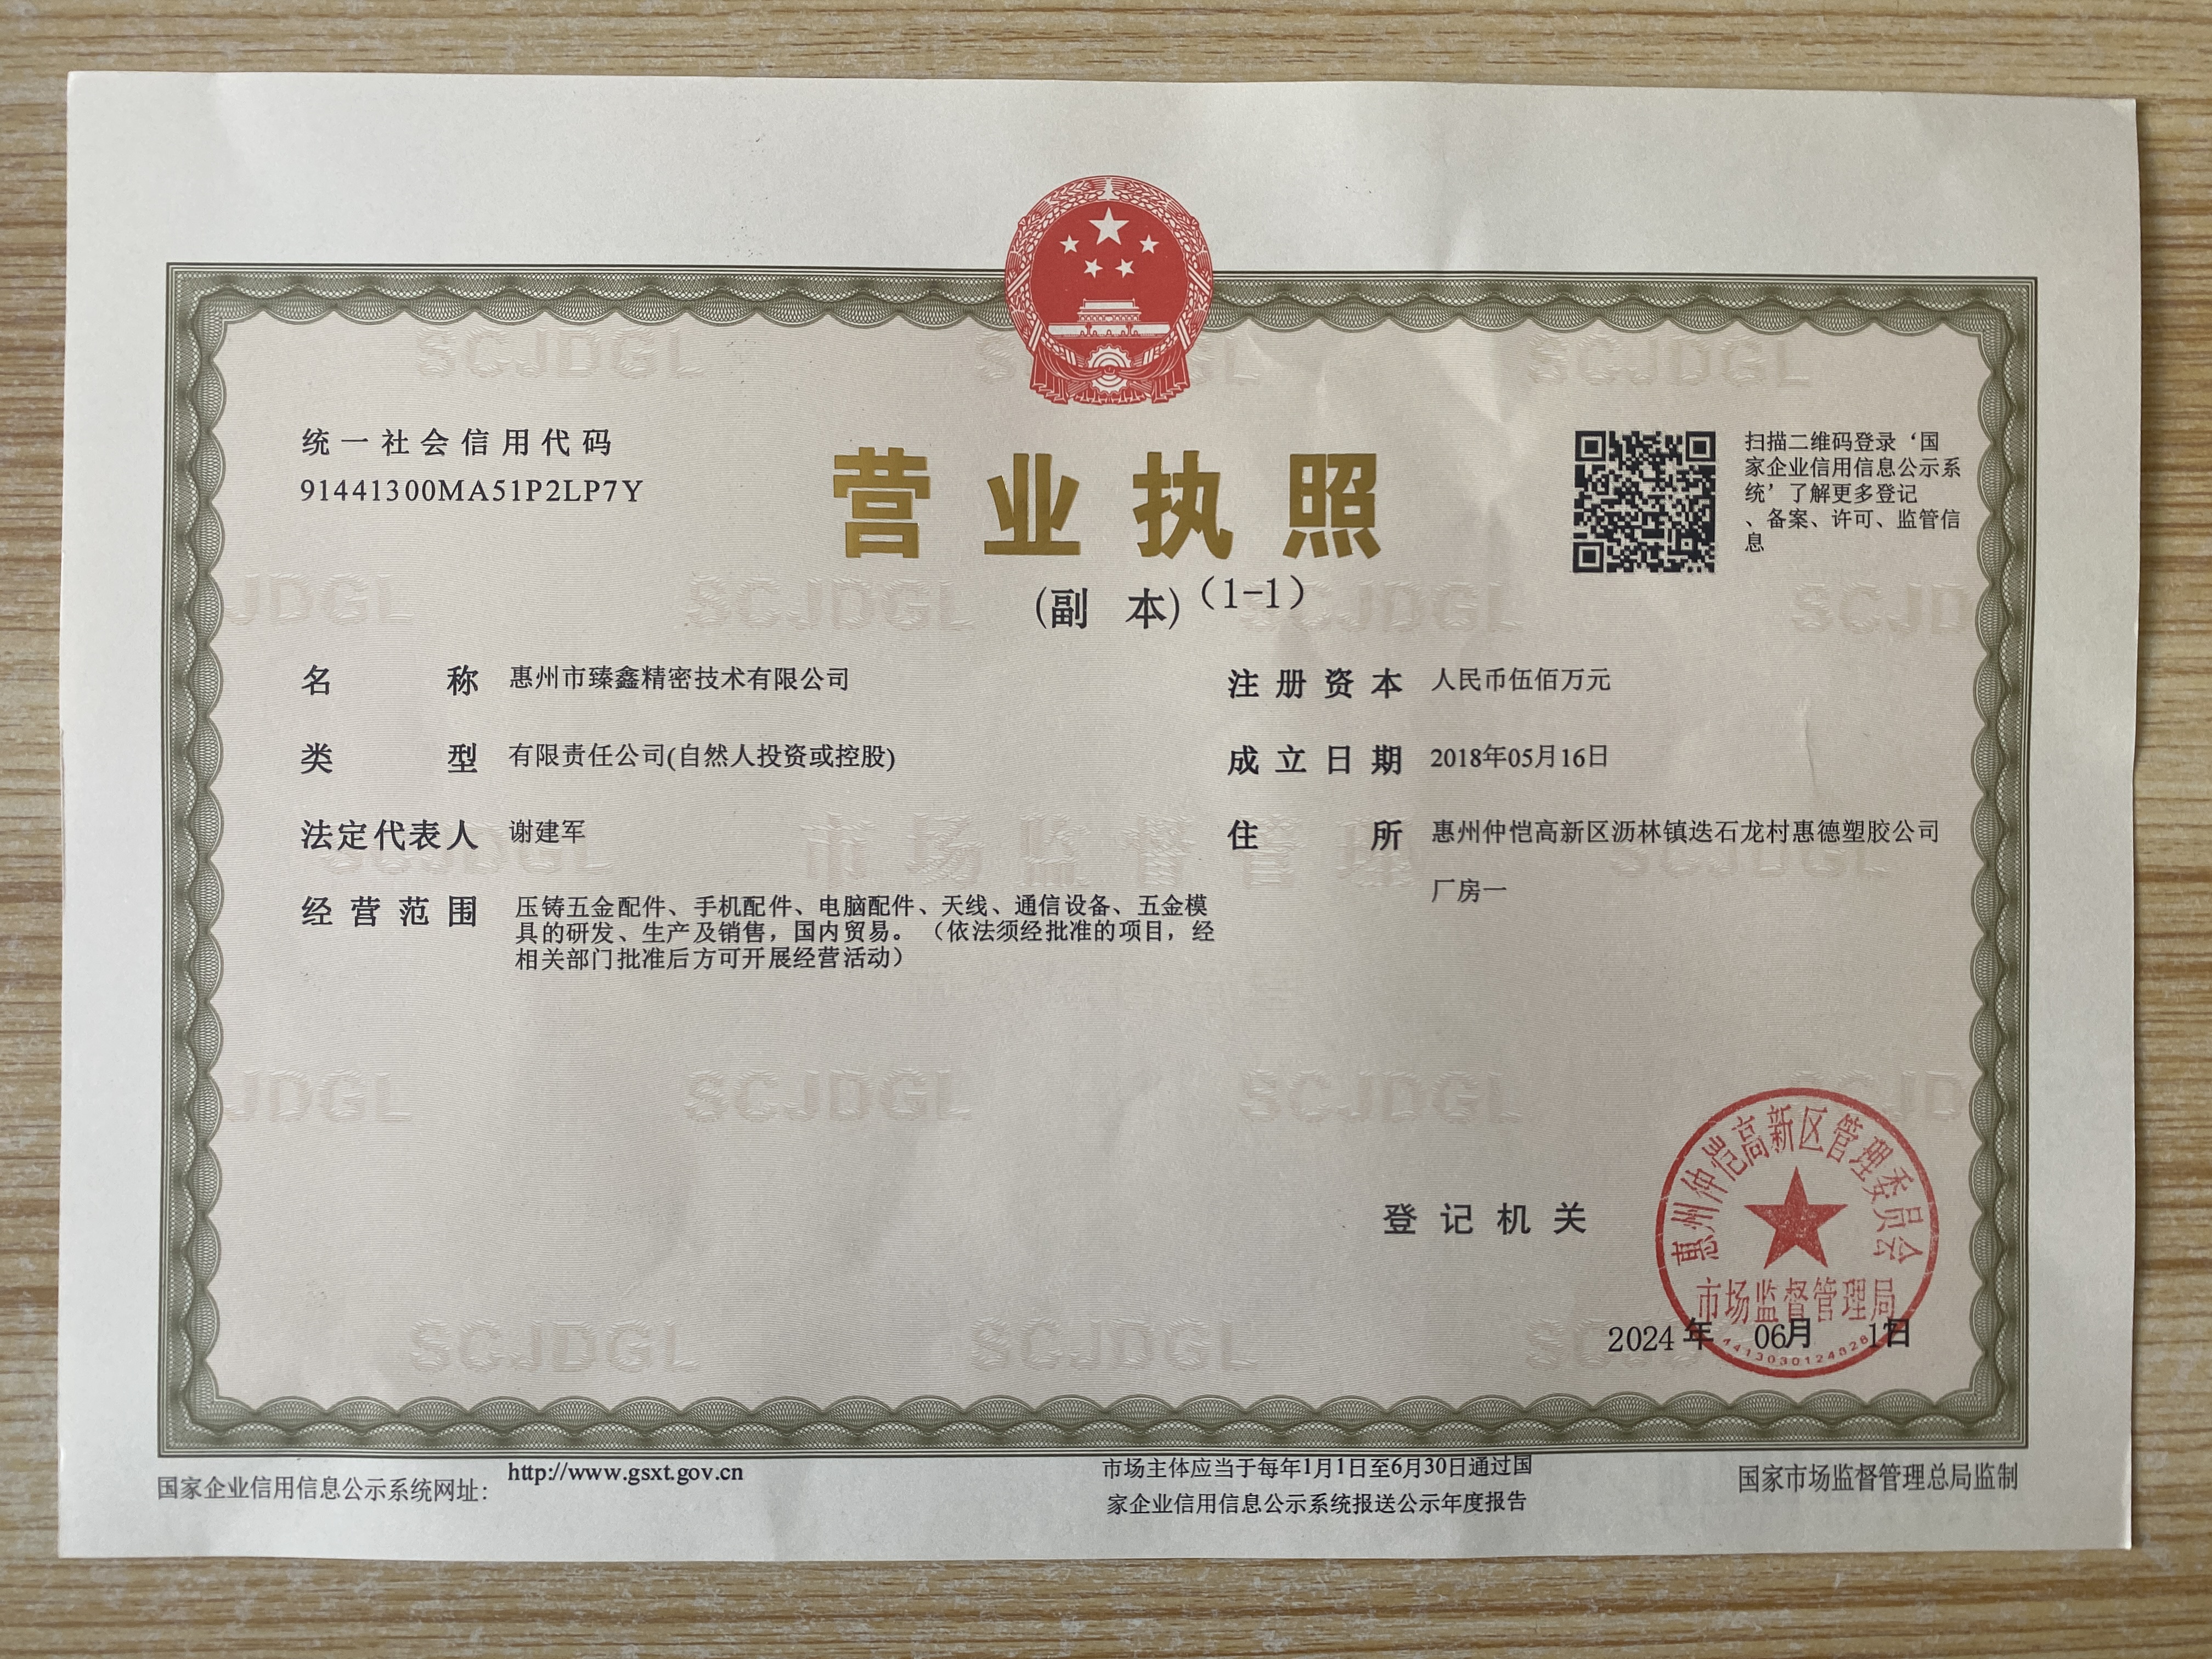 统一社会信用代码
91441300MA51P2LP7Y
营业执照
(副 本)（1-1）
扫描二维码登录‘国
家企业信用信息公示系
统’了解更多登记
、备案、许可、监管信
息
名称 惠州市臻鑫精密技术有限公司
类型 有限责任公司(自然人投资或控股)
法定代表人 谢建军
经营范围 压铸五金配件、手机配件、电脑配件、天线、通信设备、五金模
具的研发、生产及销售，国内贸易。（依法须经批准的项目，经
相关部门批准后方可开展经营活动）
注册资本 人民币伍佰万元
成立日期 2018年05月16日
住所 惠州仲恺高新区沥林镇迭石龙村惠德塑胶公司
厂房一
登记机关
惠州仲恺高新区管理委员会
市场监督管理局
2024年 06月
国家企业信用信息公示系统网址：
http://www.gsxt.gov.cn
市场主体应当于每年1月1日至6月30日通过国
家企业信用信息公示系统报送公示年度报告
国家市场监督管理总局监制
SCJDGL
市场监督管理